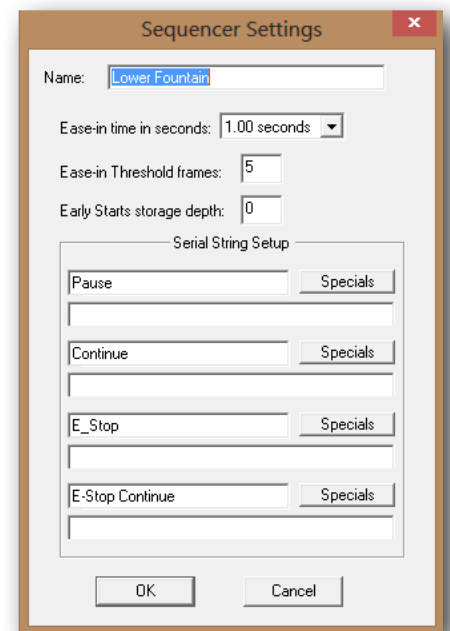 Sequencer Settings x
Name: Lower Fountain
Ease-in time in seconds: 1.00 seconds
Ease-in Threshold frames: 5
Early Starts storage depth: 0
Serial String Setup
Pause Specials
Continue Specials
E_Stop Specials
E-Stop Continue Specials
OK Cancel